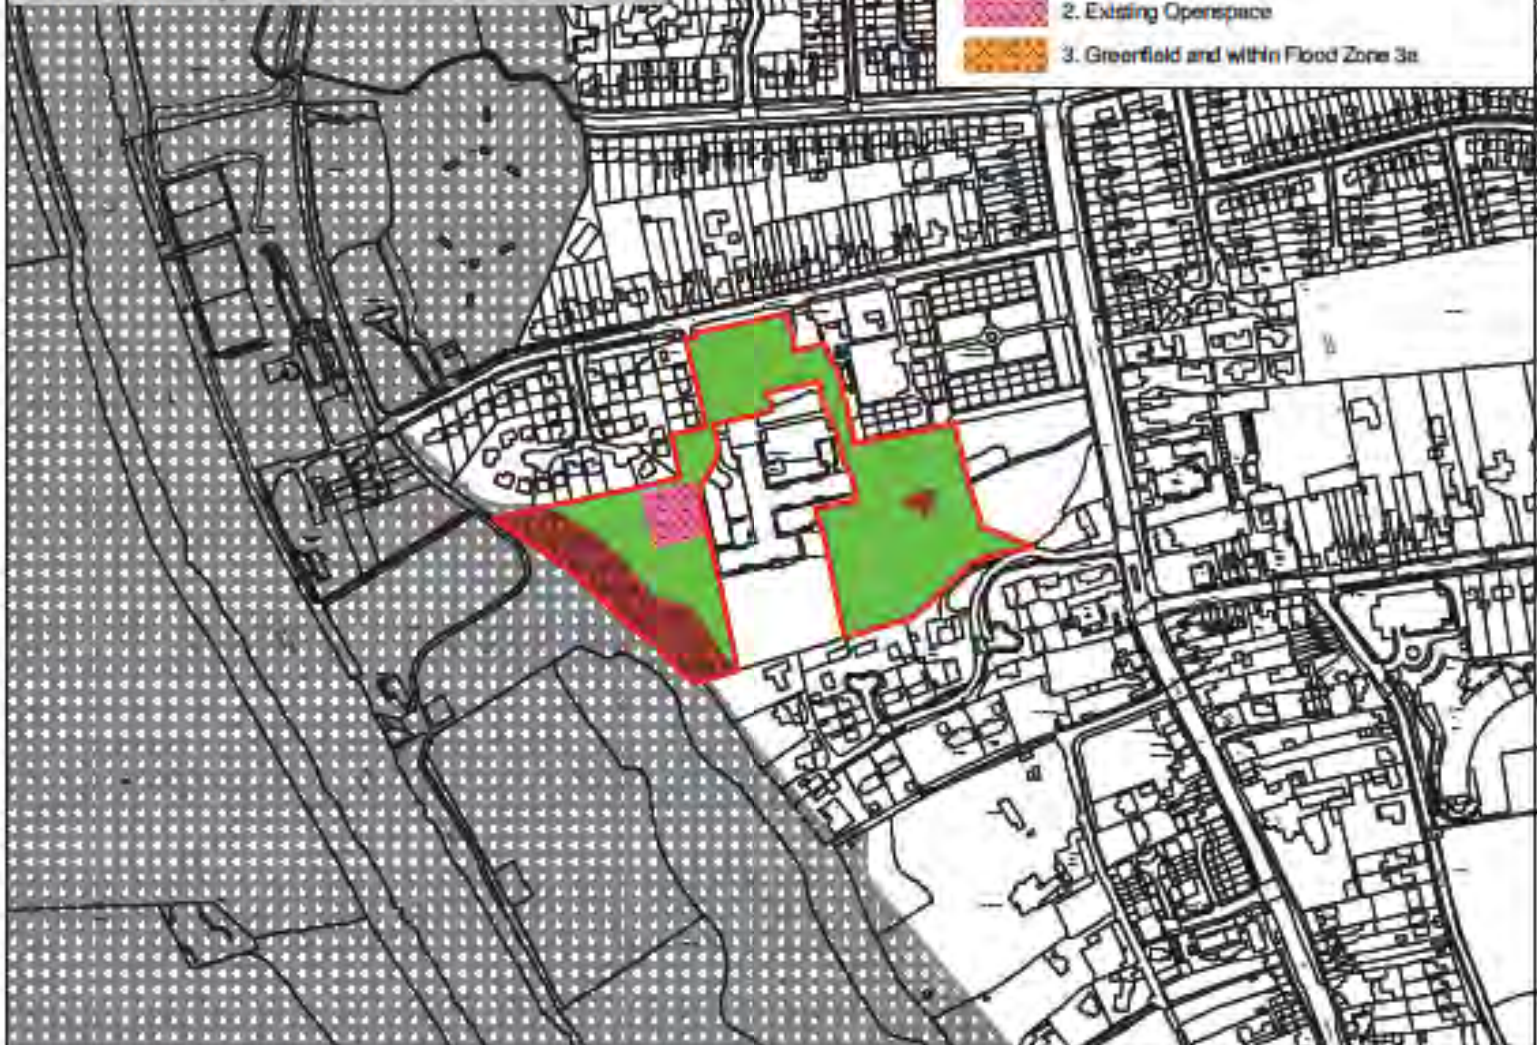 2. Existing Openspace
3. Greenfield and within Flood Zone 3a